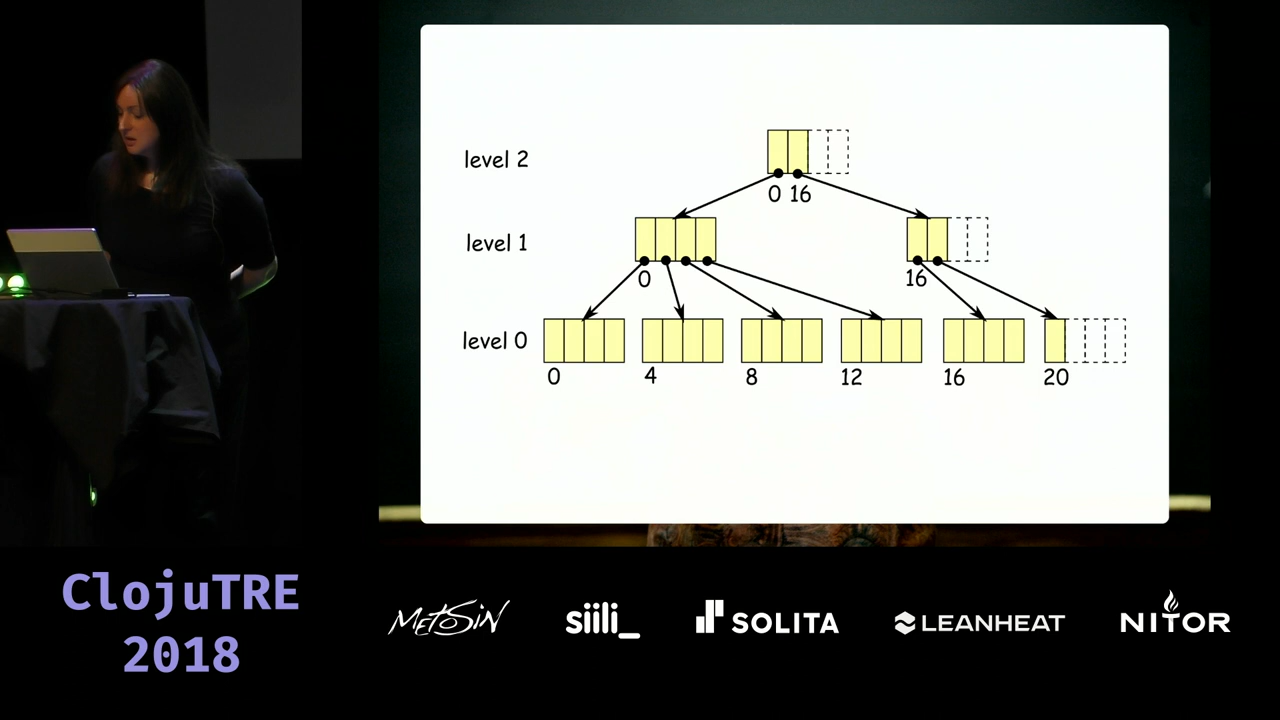 level 2
0 16
level 1
0
16
level 0
0
4
8
12
16
20
ClojuTRE
2018
METOSIN
siili_
SOLITA
LEANHEAT
NITOR